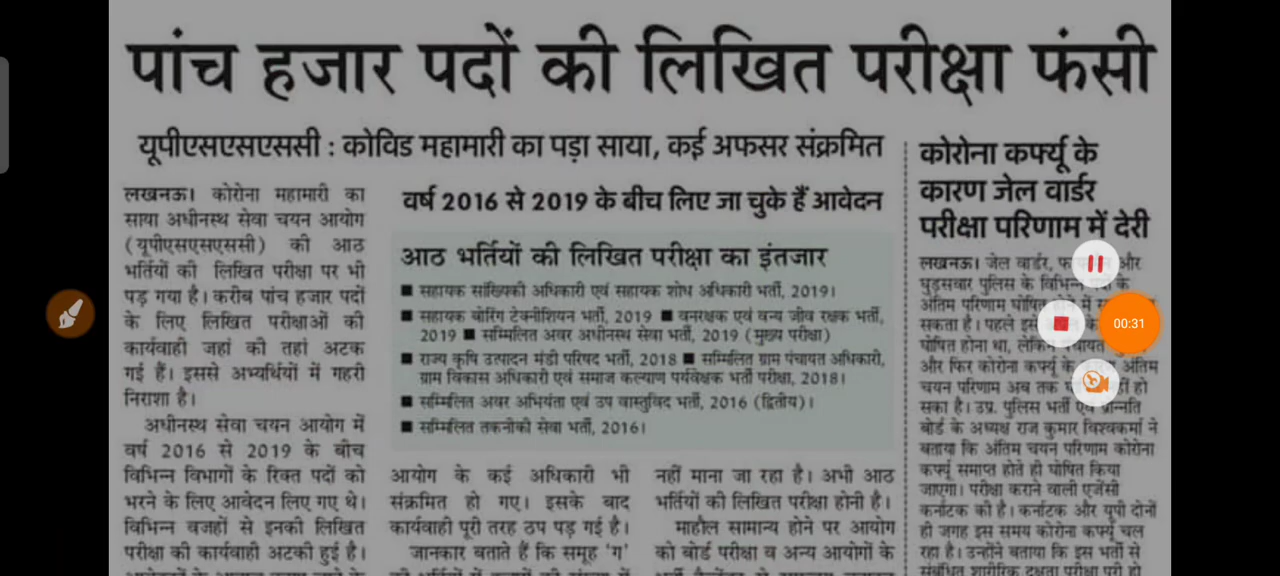 पांच हजार पदों की लिखित परीक्षा फंसी
यूपीएसएसएससी : कोविड महामारी का पड़ा साया, कई अफसर संक्रमित
लखनऊ। कोरोना महामारी का
साया अधीनस्थ सेवा चयन आयोग
(यूपीएसएसएससी) की आठ
भर्तियों की लिखित परीक्षा पर भी
पड़ गया है। करीब पांच हजार पदों
के लिए लिखित परीक्षाओं की
कार्यवाही जहां की तहां अटक
गई हैं। इससे अभ्यर्थियों में गहरी
निराशा है।
अधीनस्थ सेवा चयन आयोग में
वर्ष 2016 से 2019 के बीच
विभिन्न विभागों के रिक्त पदों को
भरने के लिए आवेदन लिए गए थे।
विभिन्न वजहों से इनकी लिखित
परीक्षा की कार्यवाही अटकी हुई है।
वर्ष 2016 से 2019 के बीच लिए जा चुके हैं आवेदन
आठ भर्तियों की लिखित परीक्षा का इंतजार
■ सहायक सांख्यिकी अधिकारी एवं सहायक शोध अधिकारी भर्ती, 2019।
■ सहायक बोरिंग टेक्नीशियन भर्ती, 2019 ■ वनरक्षक एवं वन्य जीव रक्षक भर्ती,
2019 ■ सम्मिलित अवर अधीनस्थ सेवा भर्ती, 2019 (मुख्य परीक्षा)
■ राज्य कृषि उत्पादन मंडी परिषद भर्ती, 2018 ■ सम्मिलित ग्राम पंचायत अधिकारी,
ग्राम विकास अधिकारी एवं समाज कल्याण पर्यवेक्षक भर्ती परीक्षा, 2018।
■ सम्मिलित अवर अभियंता एवं उप वास्तुविद भर्ती, 2016 (द्वितीय)।
■ सम्मिलित तकनीकी सेवा भर्ती, 2016।
आयोग के कई अधिकारी भी
संक्रमित हो गए। इसके बाद
कार्यवाही पूरी तरह ठप पड़ गई है।
जानकार बताते हैं कि समूह 'ग'
नहीं माना जा रहा है। अभी आठ
भर्तियों की लिखित परीक्षा होनी है।
माहौल सामान्य होने पर आयोग
को बोर्ड परीक्षा व अन्य आयोगों के
कोरोना कर्फ्यू के
कारण जेल वार्डर
परीक्षा परिणाम में देरी
लखनऊ। जेल वार्डर, और
घुड़सवार पुलिस के विभिन्न के
अंतिम परिणाम घोषित में
सकता है। पहले
घोषित होना था, लेकिन
और फिर कोरोना कर्फ्यू के अंतिम
चयन परिणाम अब तक हो
सका है। उप्र. पुलिस भर्ती एवं प्रोन्नति
बोर्ड के अध्यक्ष राज कुमार विश्वकर्मा ने
बताया कि अंतिम चयन परिणाम कोरोना
कर्फ्यू समाप्त होते ही घोषित किया
जाएगा। परीक्षा कराने वाली एजेंसी
कर्नाटक की है। कर्नाटक और यूपी दोनों
ही जगह इस समय कोरोना कर्फ्यू चल
रहा है। उन्होंने बताया कि इस भर्ती से
संबंधित शारीरिक दक्षता परीक्षा पूरी हो
00:31